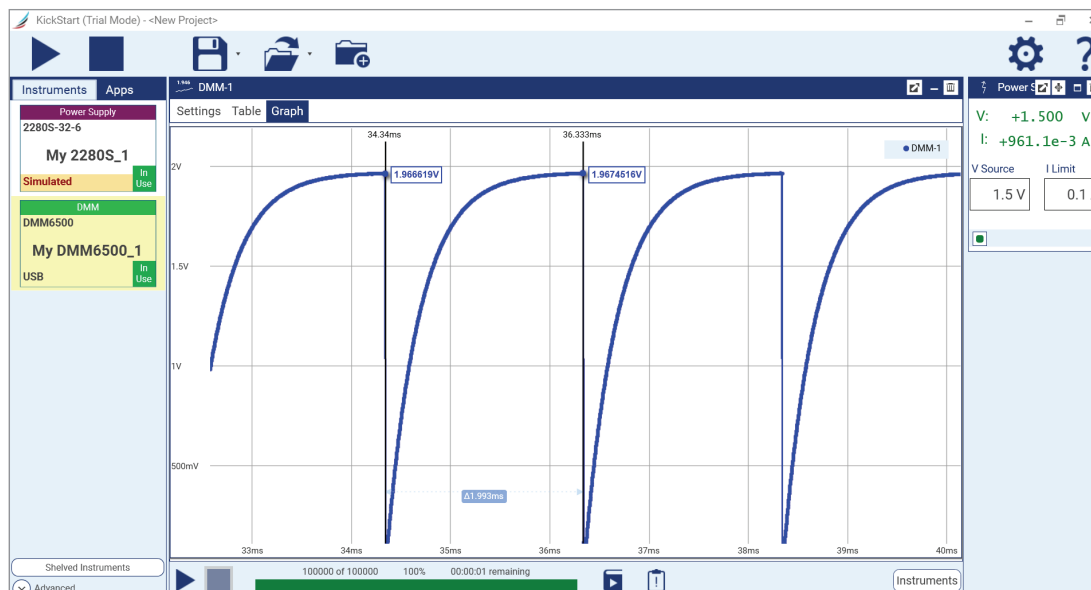 KickStart (Trial Mode) - <New Project>
Instruments Apps
Power Supply
2280S-32-6
My 2280S_1
Simulated
In Use
DMM
DMM6500
My DMM6500_1
USB
In Use
Shelved Instruments
Advanced
1.946
DMM-1
Settings Table Graph
34.34ms 36.333ms
DMM-1
2V
1.966619V 1.9674516V
1.5V
1V
500mV
Δ1.993ms
33ms 34ms 35ms 36ms 37ms 38ms 39ms 40ms
100000 of 100000 100% 00:00:01 remaining
Instruments
?
Power S
V: +1.500 V
I: +961.1e-3 A
V Source I Limit
1.5 V 0.1